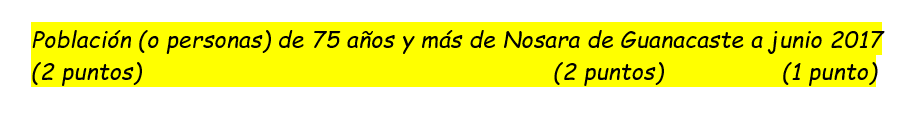 Población (o personas) de 75 años y más de Nosara de Guanacaste a junio 2017
(2 puntos) (2 puntos) (1 punto)